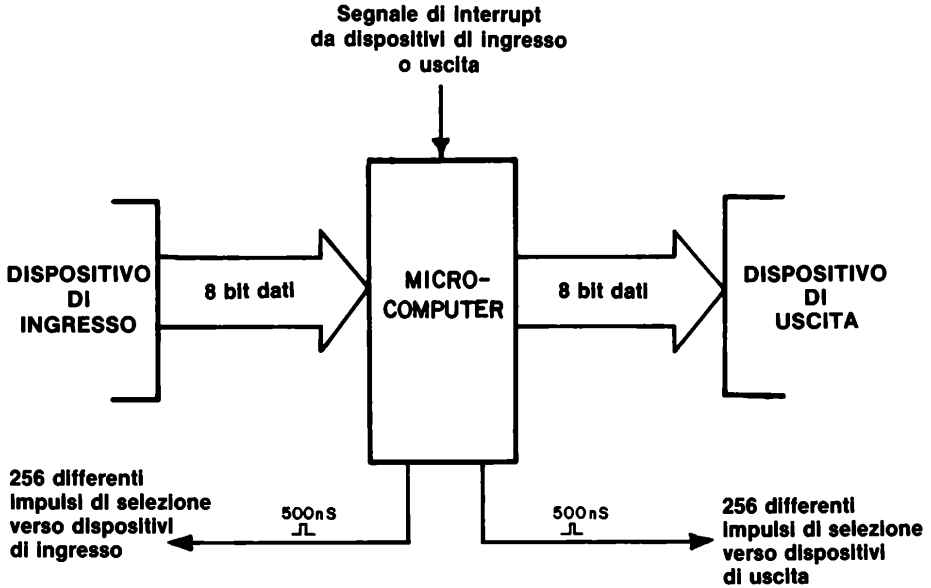 Segnale di interrupt
da dispositivi di ingresso
o uscita
DISPOSITIVO
DI
INGRESSO
8 bit dati
MICRO-
COMPUTER
8 bit dati
DISPOSITIVO
DI
USCITA
256 differenti
impulsi di selezione
verso dispositivi
di ingresso
500nS
500nS
256 differenti
impulsi di selezione
verso dispositivi
di uscita